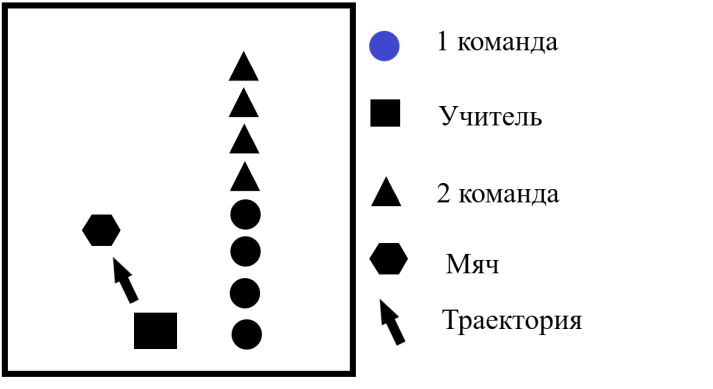 1 команда
Учитель
2 команда
Мяч
Траектория